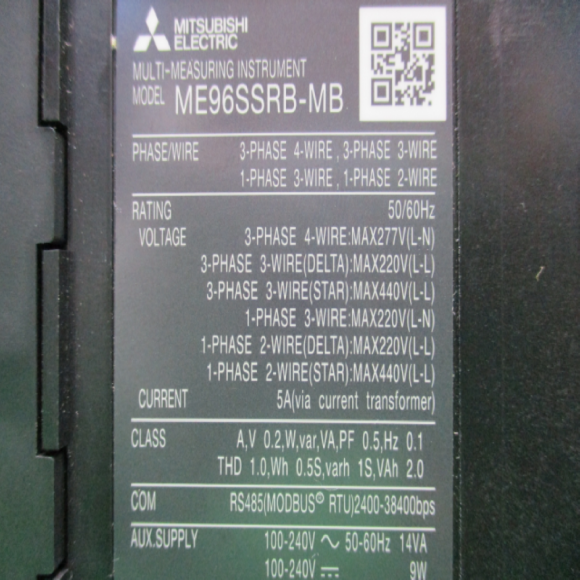 MITSUBISHI
ELECTRIC
MULTI-MEASURING INSTRUMENT
MODEL ME96SSRB-MB
PHASE/WIRE 3-PHASE 4-WIRE, 3-PHASE 3-WIRE
1-PHASE 3-WIRE, 1-PHASE 2-WIRE
RATING 50/60Hz
VOLTAGE 3-PHASE 4-WIRE:MAX277V(L-N)
3-PHASE 3-WIRE(DELTA):MAX220V(L-L)
3-PHASE 3-WIRE(STAR):MAX440V(L-L)
1-PHASE 3-WIRE:MAX220V(L-N)
1-PHASE 2-WIRE(DELTA):MAX220V(L-L)
1-PHASE 2-WIRE(STAR):MAX440V(L-L)
CURRENT 5A(via current transformer)
CLASS A,V 0.2,W,var,VA,PF 0.5,Hz 0.1
THD 1.0,Wh 0.5S,varh 1S,VAh 2.0
COM RS485(MODBUS® RTU)2400-38400bps
AUX.SUPPLY 100-240V ∿ 50-60Hz 14VA
100-240V ⎓ 9W